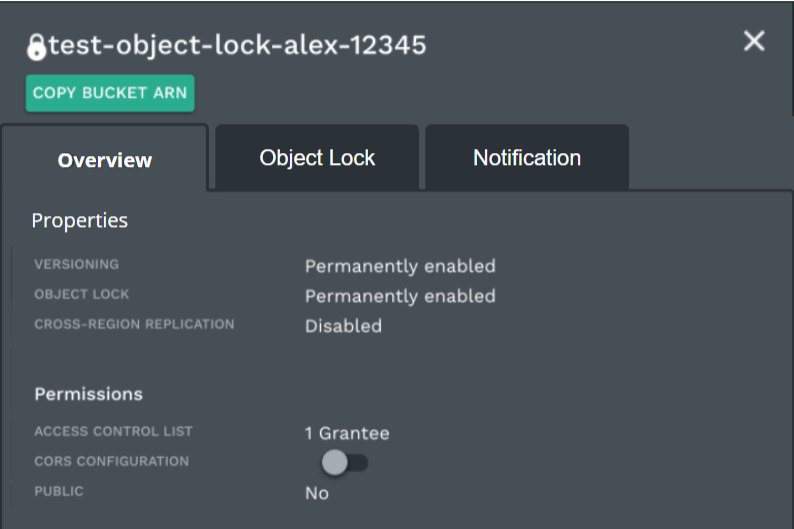 test-object-lock-alex-12345
COPY BUCKET ARN
Overview
Object Lock
Notification
Properties
VERSIONING Permanently enabled
OBJECT LOCK Permanently enabled
CROSS-REGION REPLICATION Disabled
Permissions
ACCESS CONTROL LIST 1 Grantee
CORS CONFIGURATION
PUBLIC No